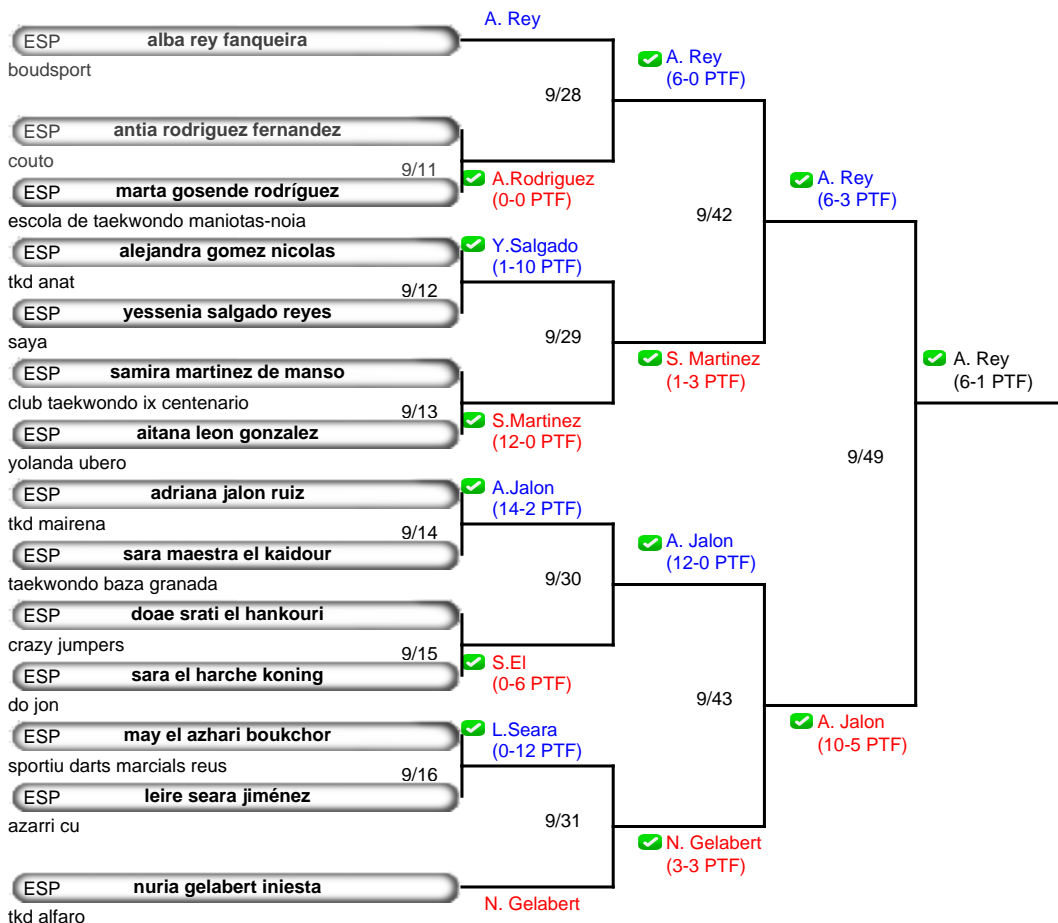 ESP alba rey fanqueira
boudsport
ESP antia rodriguez fernandez
couto
ESP marta gosende rodríguez
escola de taekwondo maniotas-noia
ESP alejandra gomez nicolas
tkd anat
ESP yessenia salgado reyes
saya
ESP samira martinez de manso
club taekwondo ix centenario
ESP aitana leon gonzalez
yolanda ubero
ESP adriana jalon ruiz
tkd mairena
ESP sara maestra el kaidour
taekwondo baza granada
ESP doae srati el hankouri
crazy jumpers
ESP sara el harche koning
do jon
ESP may el azhari boukchor
sportiu darts marcials reus
ESP leire seara jiménez
azarri cu
ESP nuria gelabert iniesta
tkd alfaro
9/11
9/12
9/13
9/14
9/15
9/16
A. Rey
A.Rodriguez
(0-0 PTF)
Y.Salgado
(1-10 PTF)
S.Martinez
(12-0 PTF)
A.Jalon
(14-2 PTF)
S.El
(0-6 PTF)
L.Seara
(0-12 PTF)
N. Gelabert
9/28
9/29
9/30
9/31
A. Rey
(6-0 PTF)
S. Martinez
(1-3 PTF)
A. Jalon
(12-0 PTF)
N. Gelabert
(3-3 PTF)
9/42
9/43
A. Rey
(6-3 PTF)
A. Jalon
(10-5 PTF)
9/49
A. Rey
(6-1 PTF)